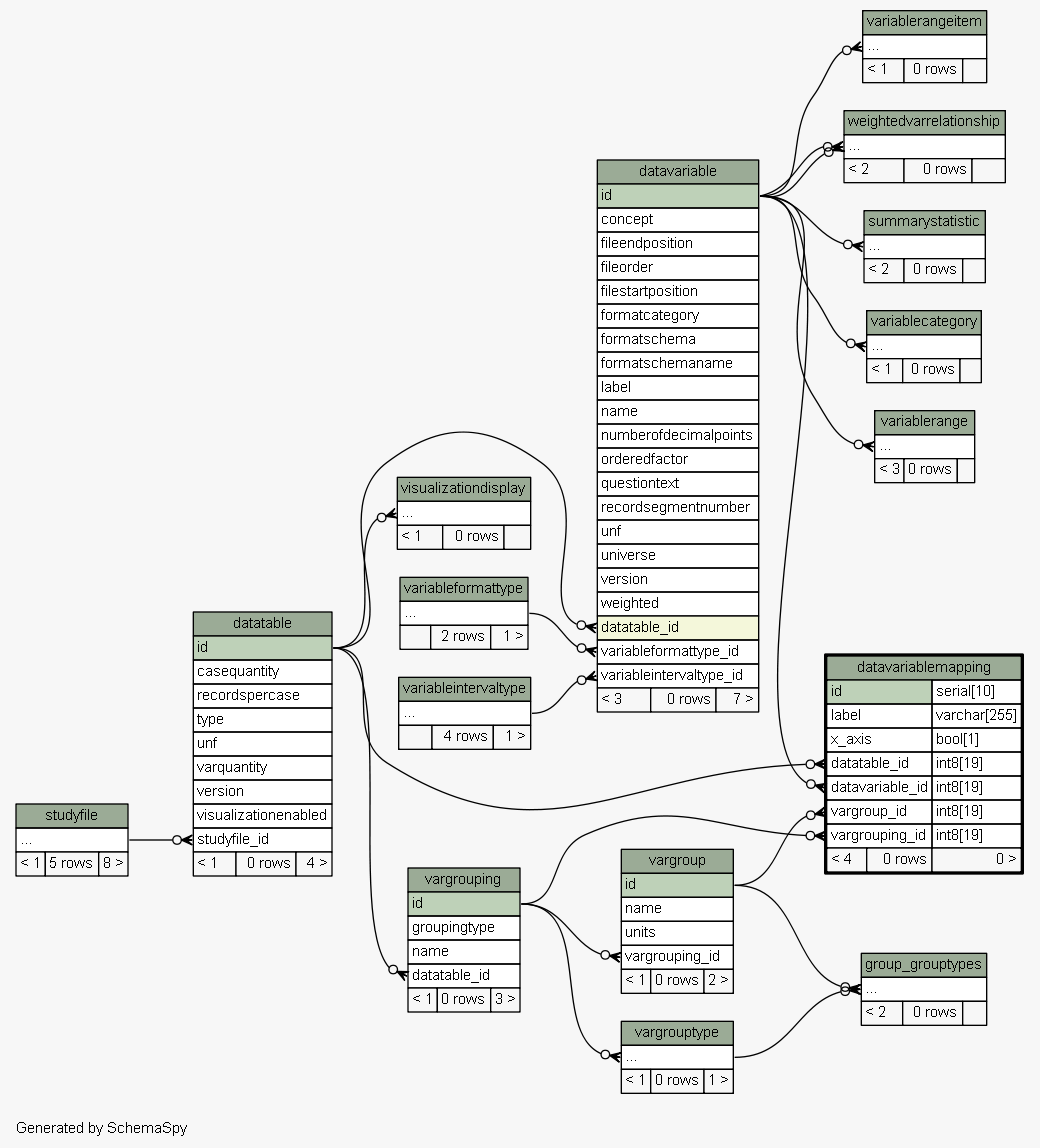 variablerangeitem
...
< 1 0 rows
weightedvarrelationship
...
< 2 0 rows
summarystatistic
...
< 2 0 rows
variablecategory
...
< 1 0 rows
variablerange
...
< 3 0 rows
datavariable
id
concept
fileendposition
fileorder
filestartposition
formatcategory
formatschema
formatschemaname
label
name
numberofdecimalpoints
orderedfactor
questiontext
recordsegmentnumber
unf
universe
version
weighted
datatable_id
variableformattype_id
variableintervaltype_id
< 3 0 rows 7 >
visualizationdisplay
...
< 1 0 rows
variableformattype
...
2 rows 1 >
variableintervaltype
...
4 rows 1 >
datatable
id
casequantity
recordspercase
type
unf
varquantity
version
visualizationenabled
studyfile_id
< 1 0 rows 4 >
studyfile
...
< 1 5 rows 8 >
datavariablemapping
id serial[10]
label varchar[255]
x_axis bool[1]
datatable_id int8[19]
datavariable_id int8[19]
vargroup_id int8[19]
vargrouping_id int8[19]
< 4 0 rows 0 >
vargrouping
id
groupingtype
name
datatable_id
< 1 0 rows 3 >
vargroup
id
name
units
vargrouping_id
< 1 0 rows 2 >
group_grouptypes
...
< 2 0 rows
vargrouptype
...
< 1 0 rows 1 >
Generated by SchemaSpy